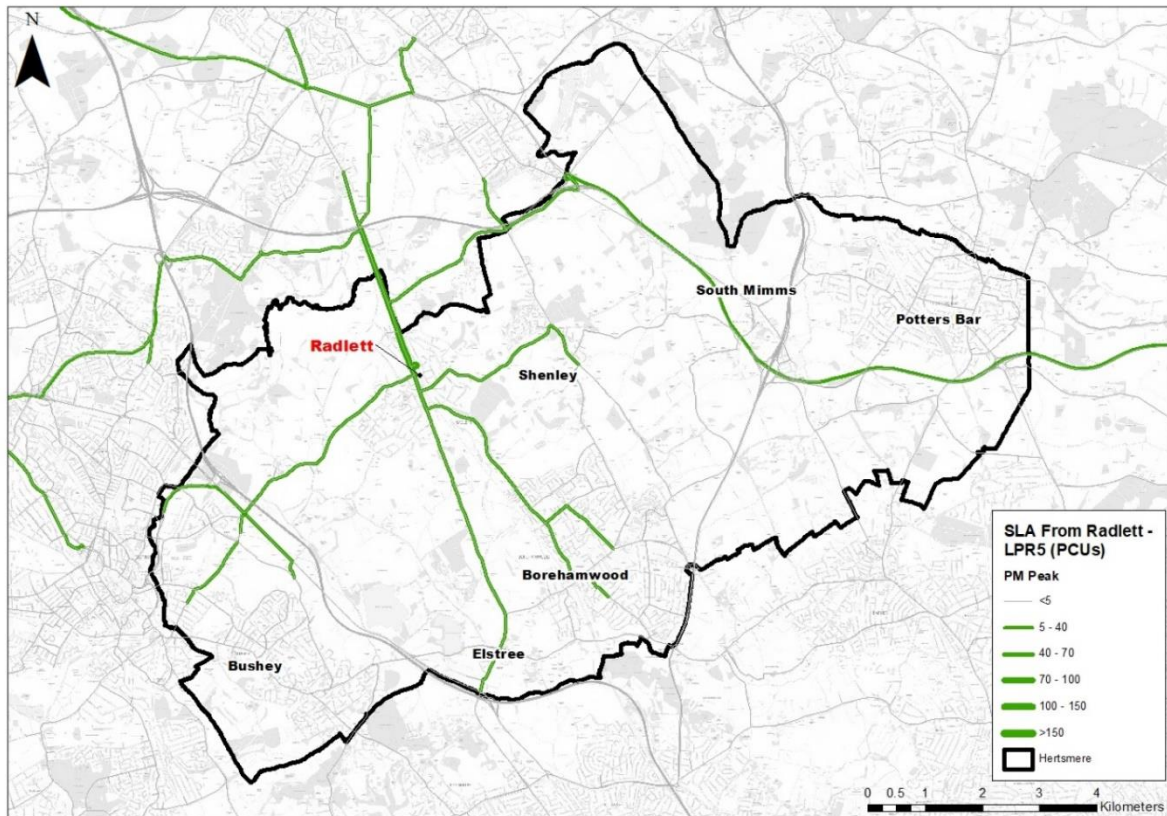 N
South Mimms
Potters Bar
Radlett
Shenley
Borehamwood
Elstree
Bushey
SLA From Radlett -
LPR5 (PCUs)
PM Peak
<5
5 - 40
40 - 70
70 - 100
100 - 150
>150
Hertsmere
0 0.5 1 2 3 4
Kilometers